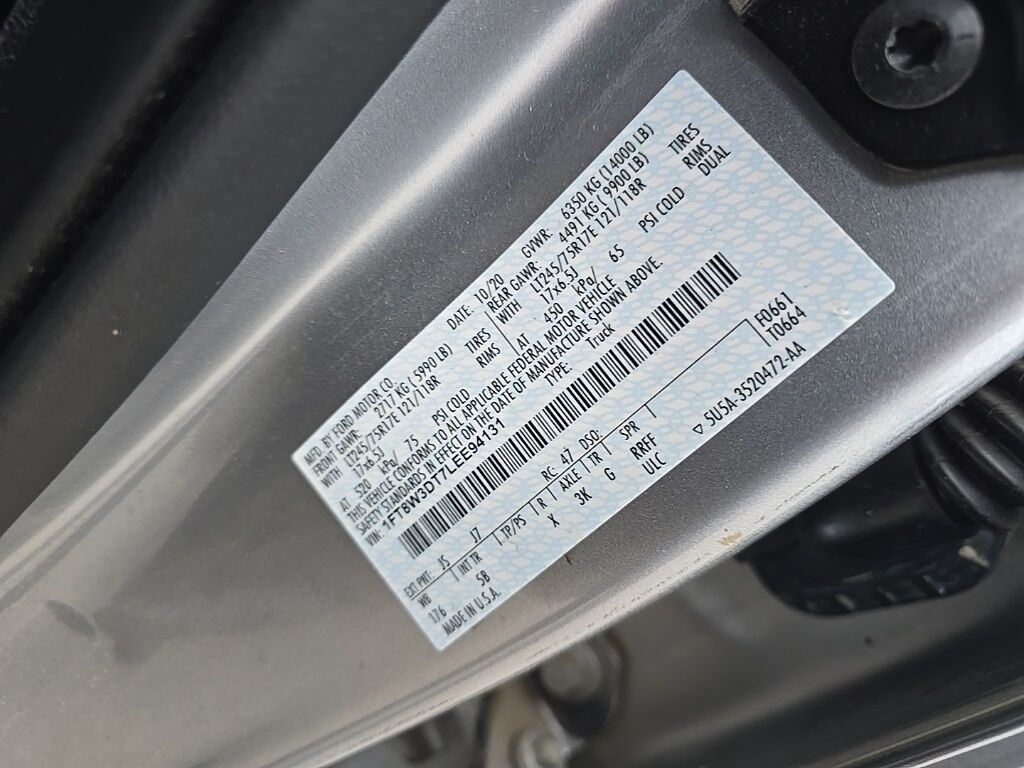 MFD. BY FORD MOTOR CO. DATE: 10/20 GVWR: 6350 KG (14000 LB)
FRONT GAWR: 2717 KG ( 5990 LB) REAR GAWR: 4491 KG ( 9900 LB)
WITH LT245/75R17E 121/118R TIRES WITH LT245/75R17E 121/118R TIRES
17x6.5J RIMS 17x6.5J RIMS
AT 520 kPa/ 75 PSI COLD AT 450 kPa/ 65 PSI COLD DUAL
THIS VEHICLE CONFORMS TO ALL APPLICABLE FEDERAL MOTOR VEHICLE
SAFETY STANDARD IN EFFECT ON THE DATE OF MANUFACTURE SHOWN ABOVE.
VIN: 1FT8W3DT7LEE94131 TYPE: Truck
F0661
T0664
EXT PNT: JS J7 RC: 47 DSO:
WB INT TR TP/PS R AXLE TR SPR
176 5B X 3K G RRFF
MADE IN U.S.A. ULC ▽ 5U5A-3520472-AA